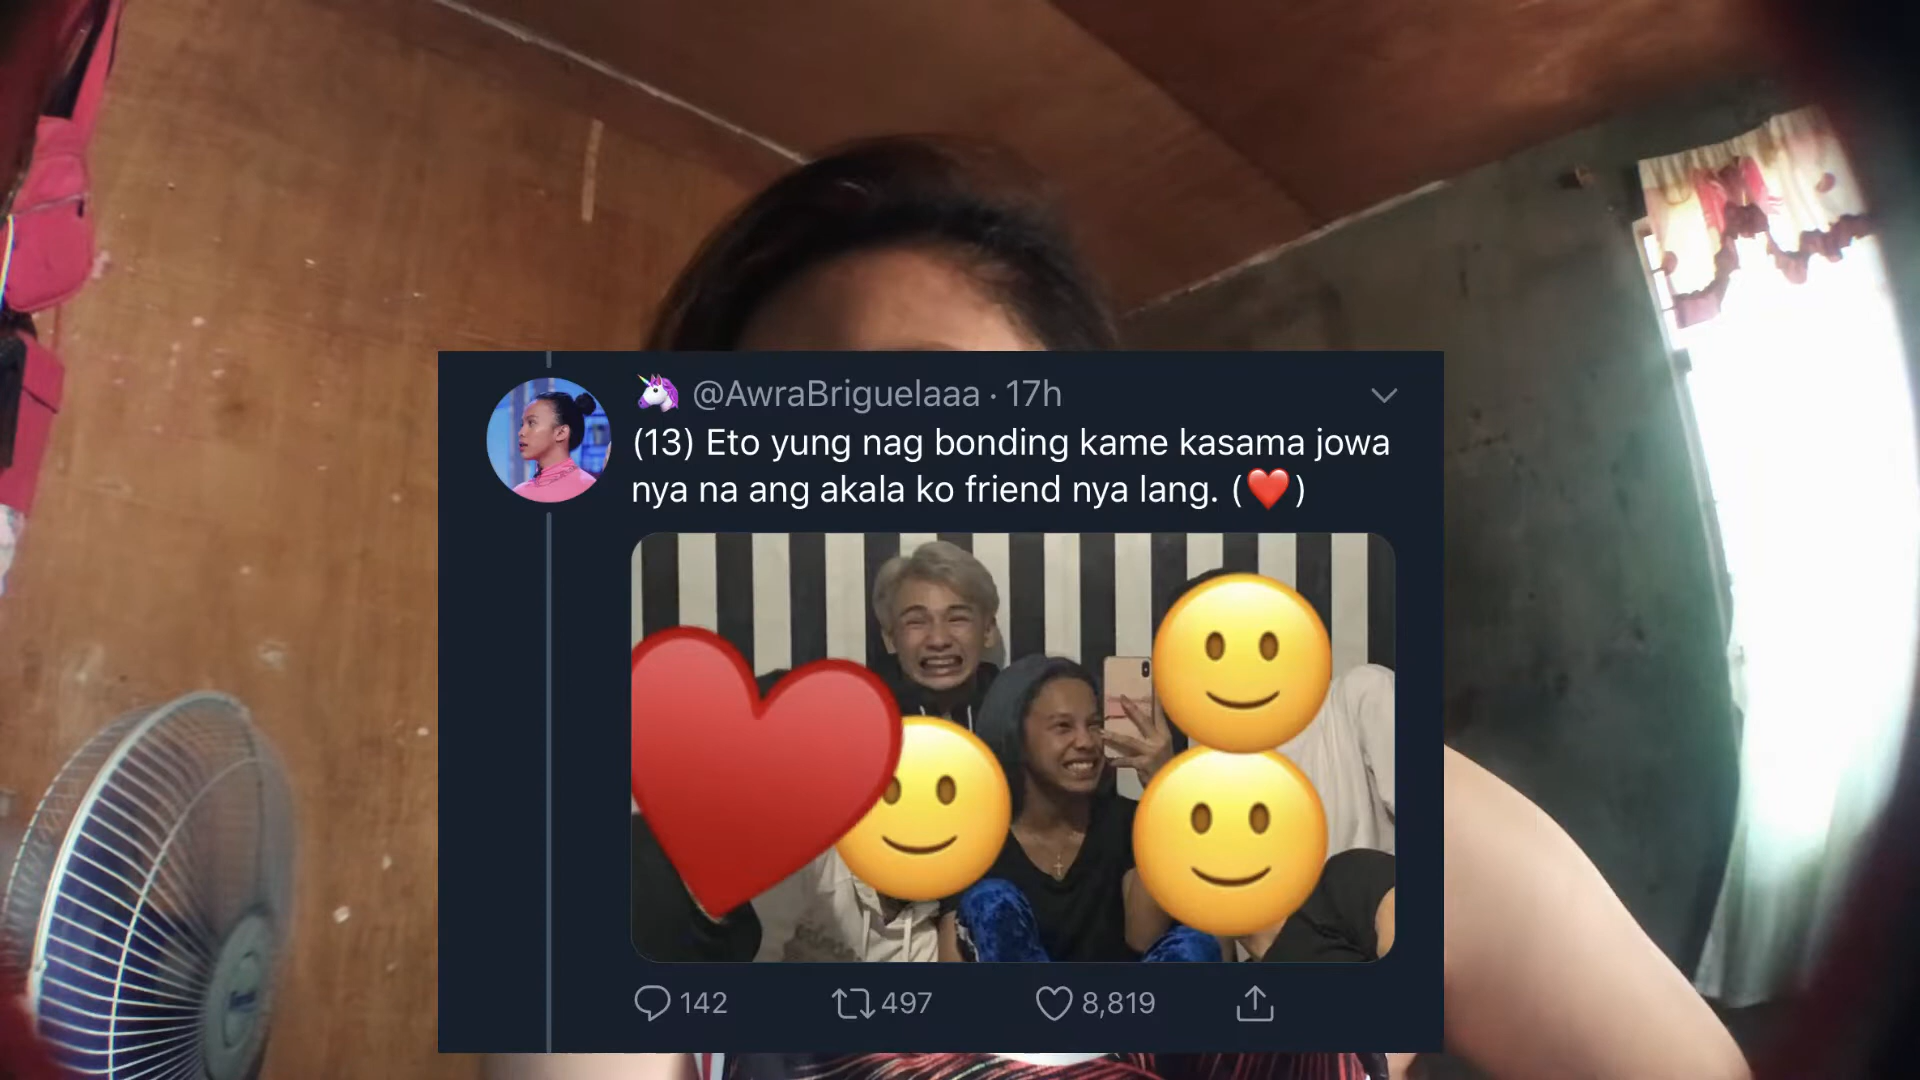 🦄 @AwraBriguelaaa · 17h
(13) Eto yung nag bonding kame kasama jowa
nya na ang akala ko friend nya lang. (❤️)
142 497 8,819